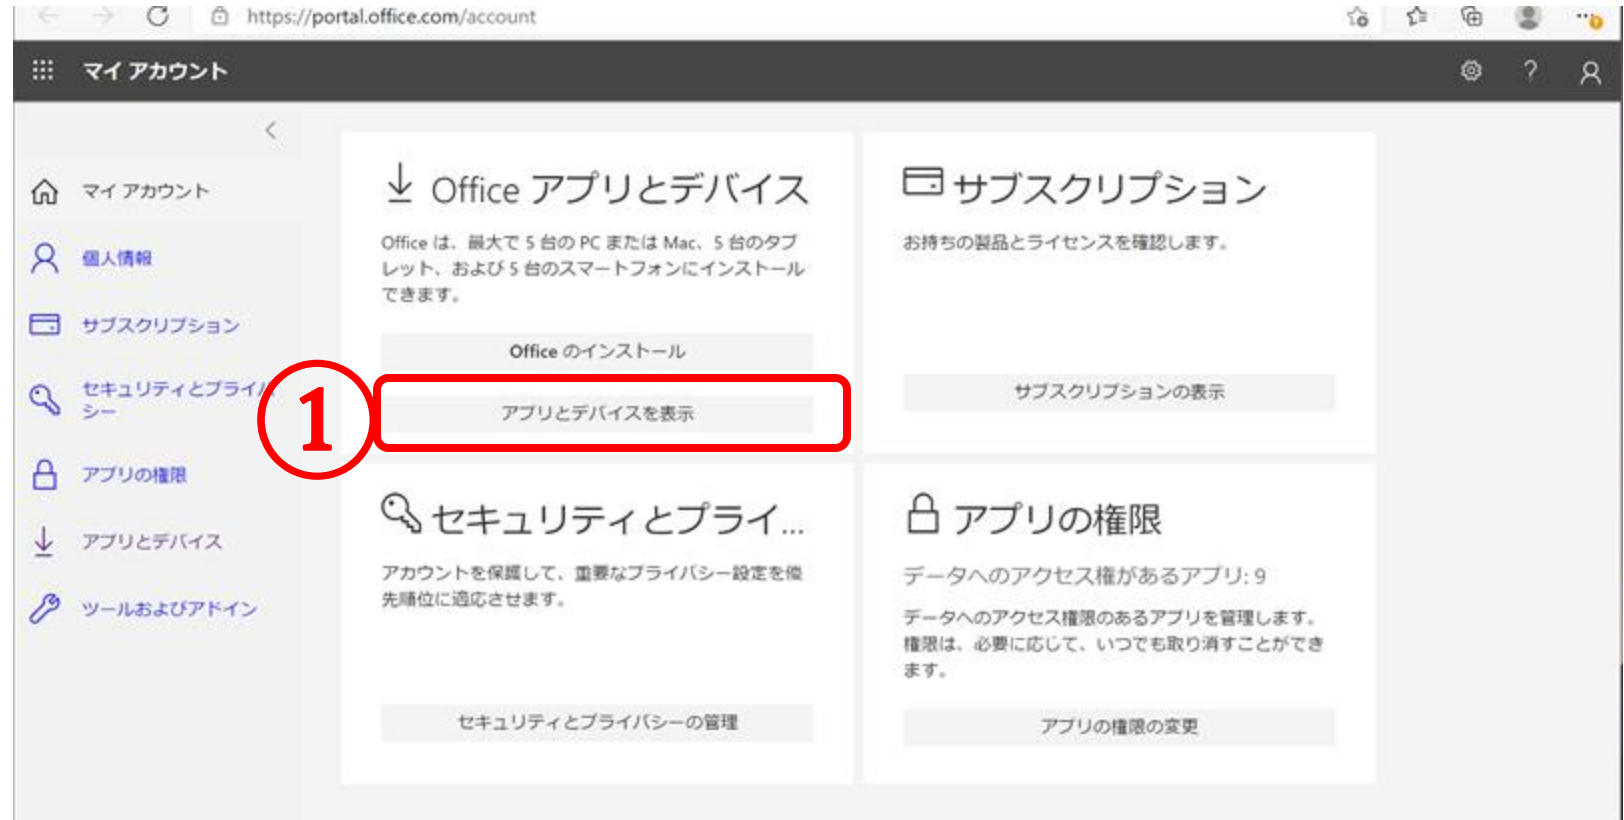 https://portal.office.com/account
マイ アカウント
?
マイ アカウント
個人情報
サブスクリプション
セキュリティとプライバ
シー
アプリの権限
アプリとデバイス
ツールおよびアドイン
Office アプリとデバイス
Office は、最大で 5 台の PC または Mac、5 台のタブ
レット、および 5 台のスマートフォンにインストール
できます。
Office のインストール
1
アプリとデバイスを表示
サブスクリプション
お持ちの製品とライセンスを確認します。
サブスクリプションの表示
セキュリティとプライ...
アカウントを保護して、重要なプライバシー設定を優
先順位に適応させます。
セキュリティとプライバシーの管理
アプリの権限
データへのアクセス権があるアプリ: 9
データへのアクセス権限のあるアプリを管理します。
権限は、必要に応じて、いつでも取り消すことができ
ます。
アプリの権限の変更